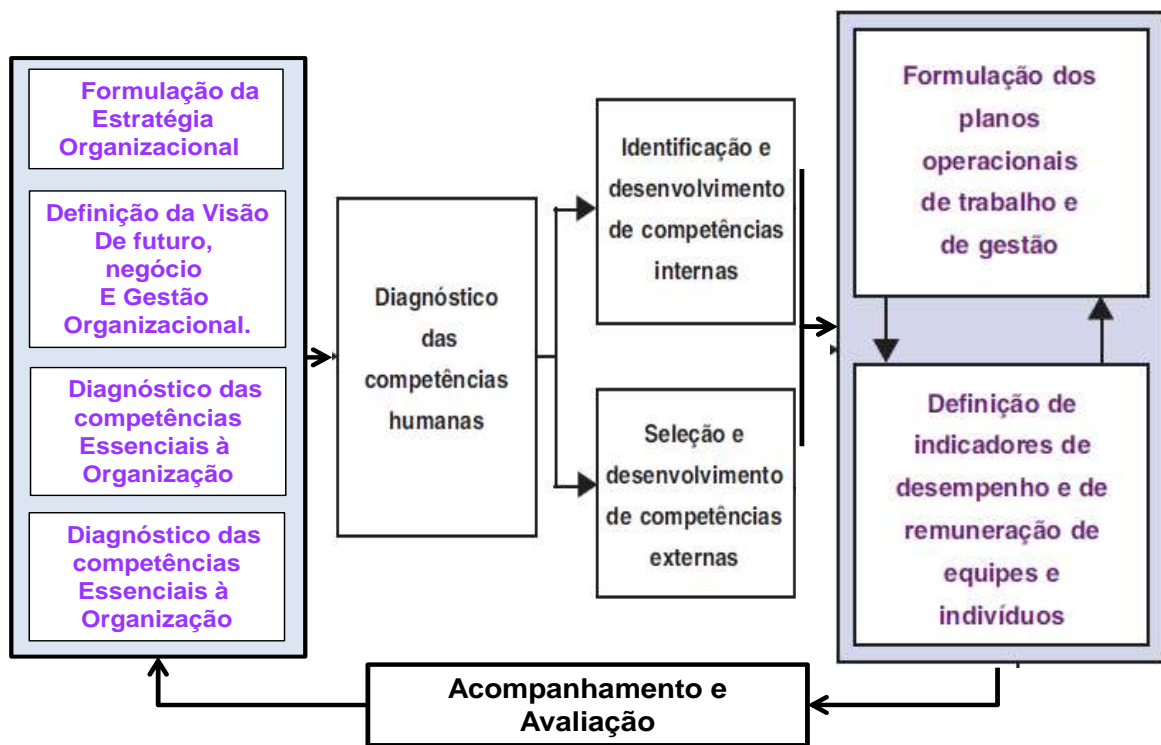 Formulação da
Estratégia
Organizacional
Definição da Visão
De futuro,
negócio
E Gestão
Organizacional.
Diagnóstico das
competências
Essenciais à
Organização
Diagnóstico das
competências
Essenciais à
Organização
Diagnóstico
das
competências
humanas
Identificação e
desenvolvimento
de competências
internas
Seleção e
desenvolvimento
de competências
externas
Formulação dos
planos
operacionais
de trabalho e
de gestão
Definição de
indicadores de
desempenho e de
remuneração de
equipes e
indivíduos
Acompanhamento e
Avaliação